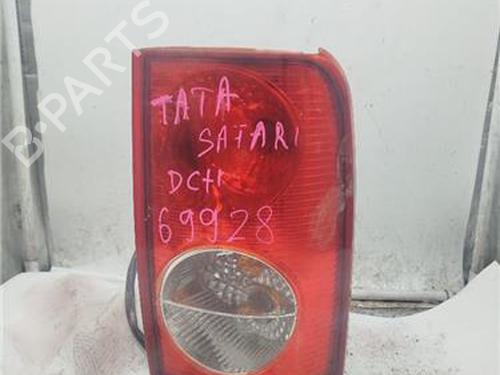 B-PARTS
TATA
SAFARI
DCH
69928